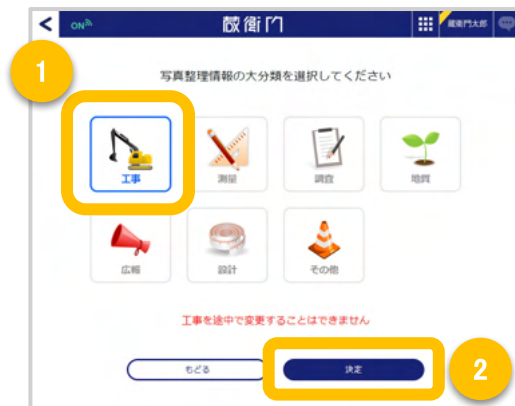 < ON 蔵衛門 蔵衛門太郎
1
写真整理情報の大分類を選択してください
工事 測量 調査 地質
広報 設計 その他
工事を途中で変更することはできません
もどる 決定
2